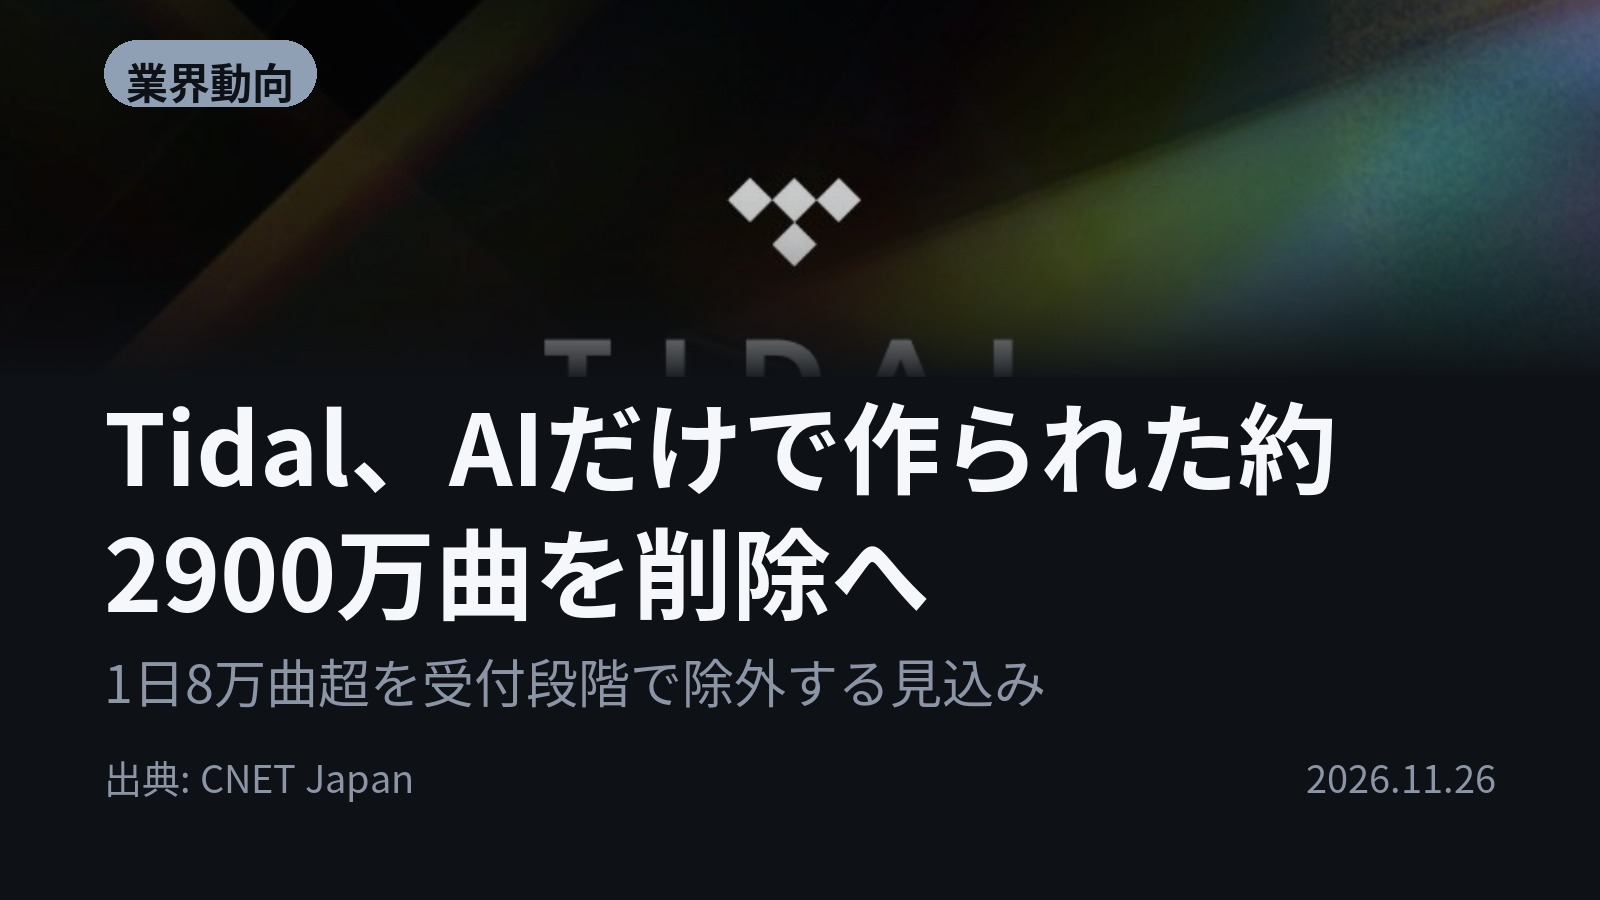 業界動向
TIDAL
Tidal、AIだけで作られた約
2900万曲を削除へ
1日8万曲超を受付段階で除外する見込み
出典: CNET Japan
2026.11.26